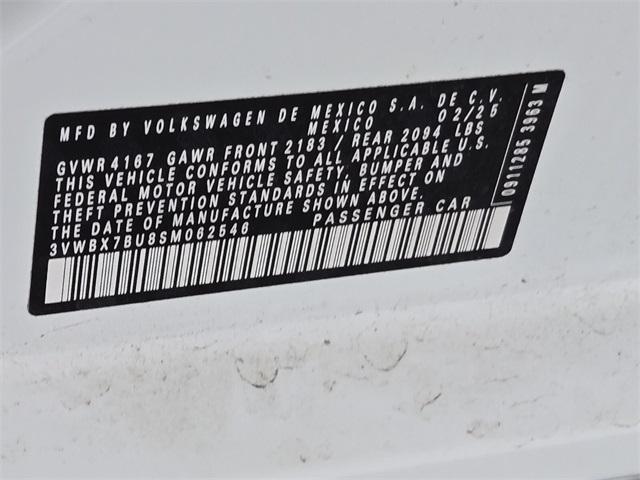 MFD BY VOLKSWAGEN DE MEXICO S.A. DE C.V.
MEXICO 02/25
GVWR 4167 GAWR FRONT 2183 / REAR 2094 LBS
THIS VEHICLE CONFORMS TO ALL APPLICABLE U.S.
FEDERAL MOTOR VEHICLE SAFETY, BUMPER AND
THEFT PREVENTION STANDARDS IN EFFECT ON
THE DATE OF MANUFACTURE SHOWN ABOVE.
3VWBX7BU8SM062546 PASSENGER CAR
0911285 3963 M